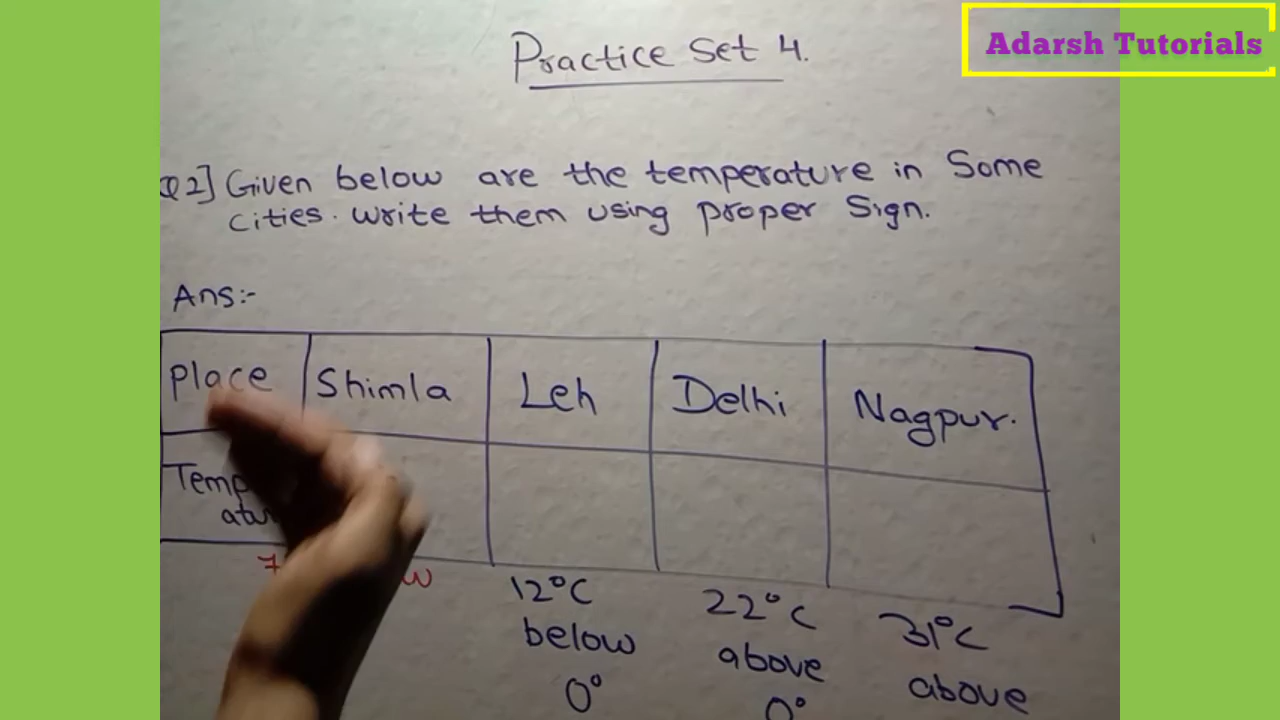 Adarsh Tutorials
Practice Set 4.
Q2] Given below are the temperature in Some
cities. write them using proper Sign.
Ans:-
Place Shimla Leh Delhi Nagpur.
12°C 22°C 31°C
below above above
0° 0°